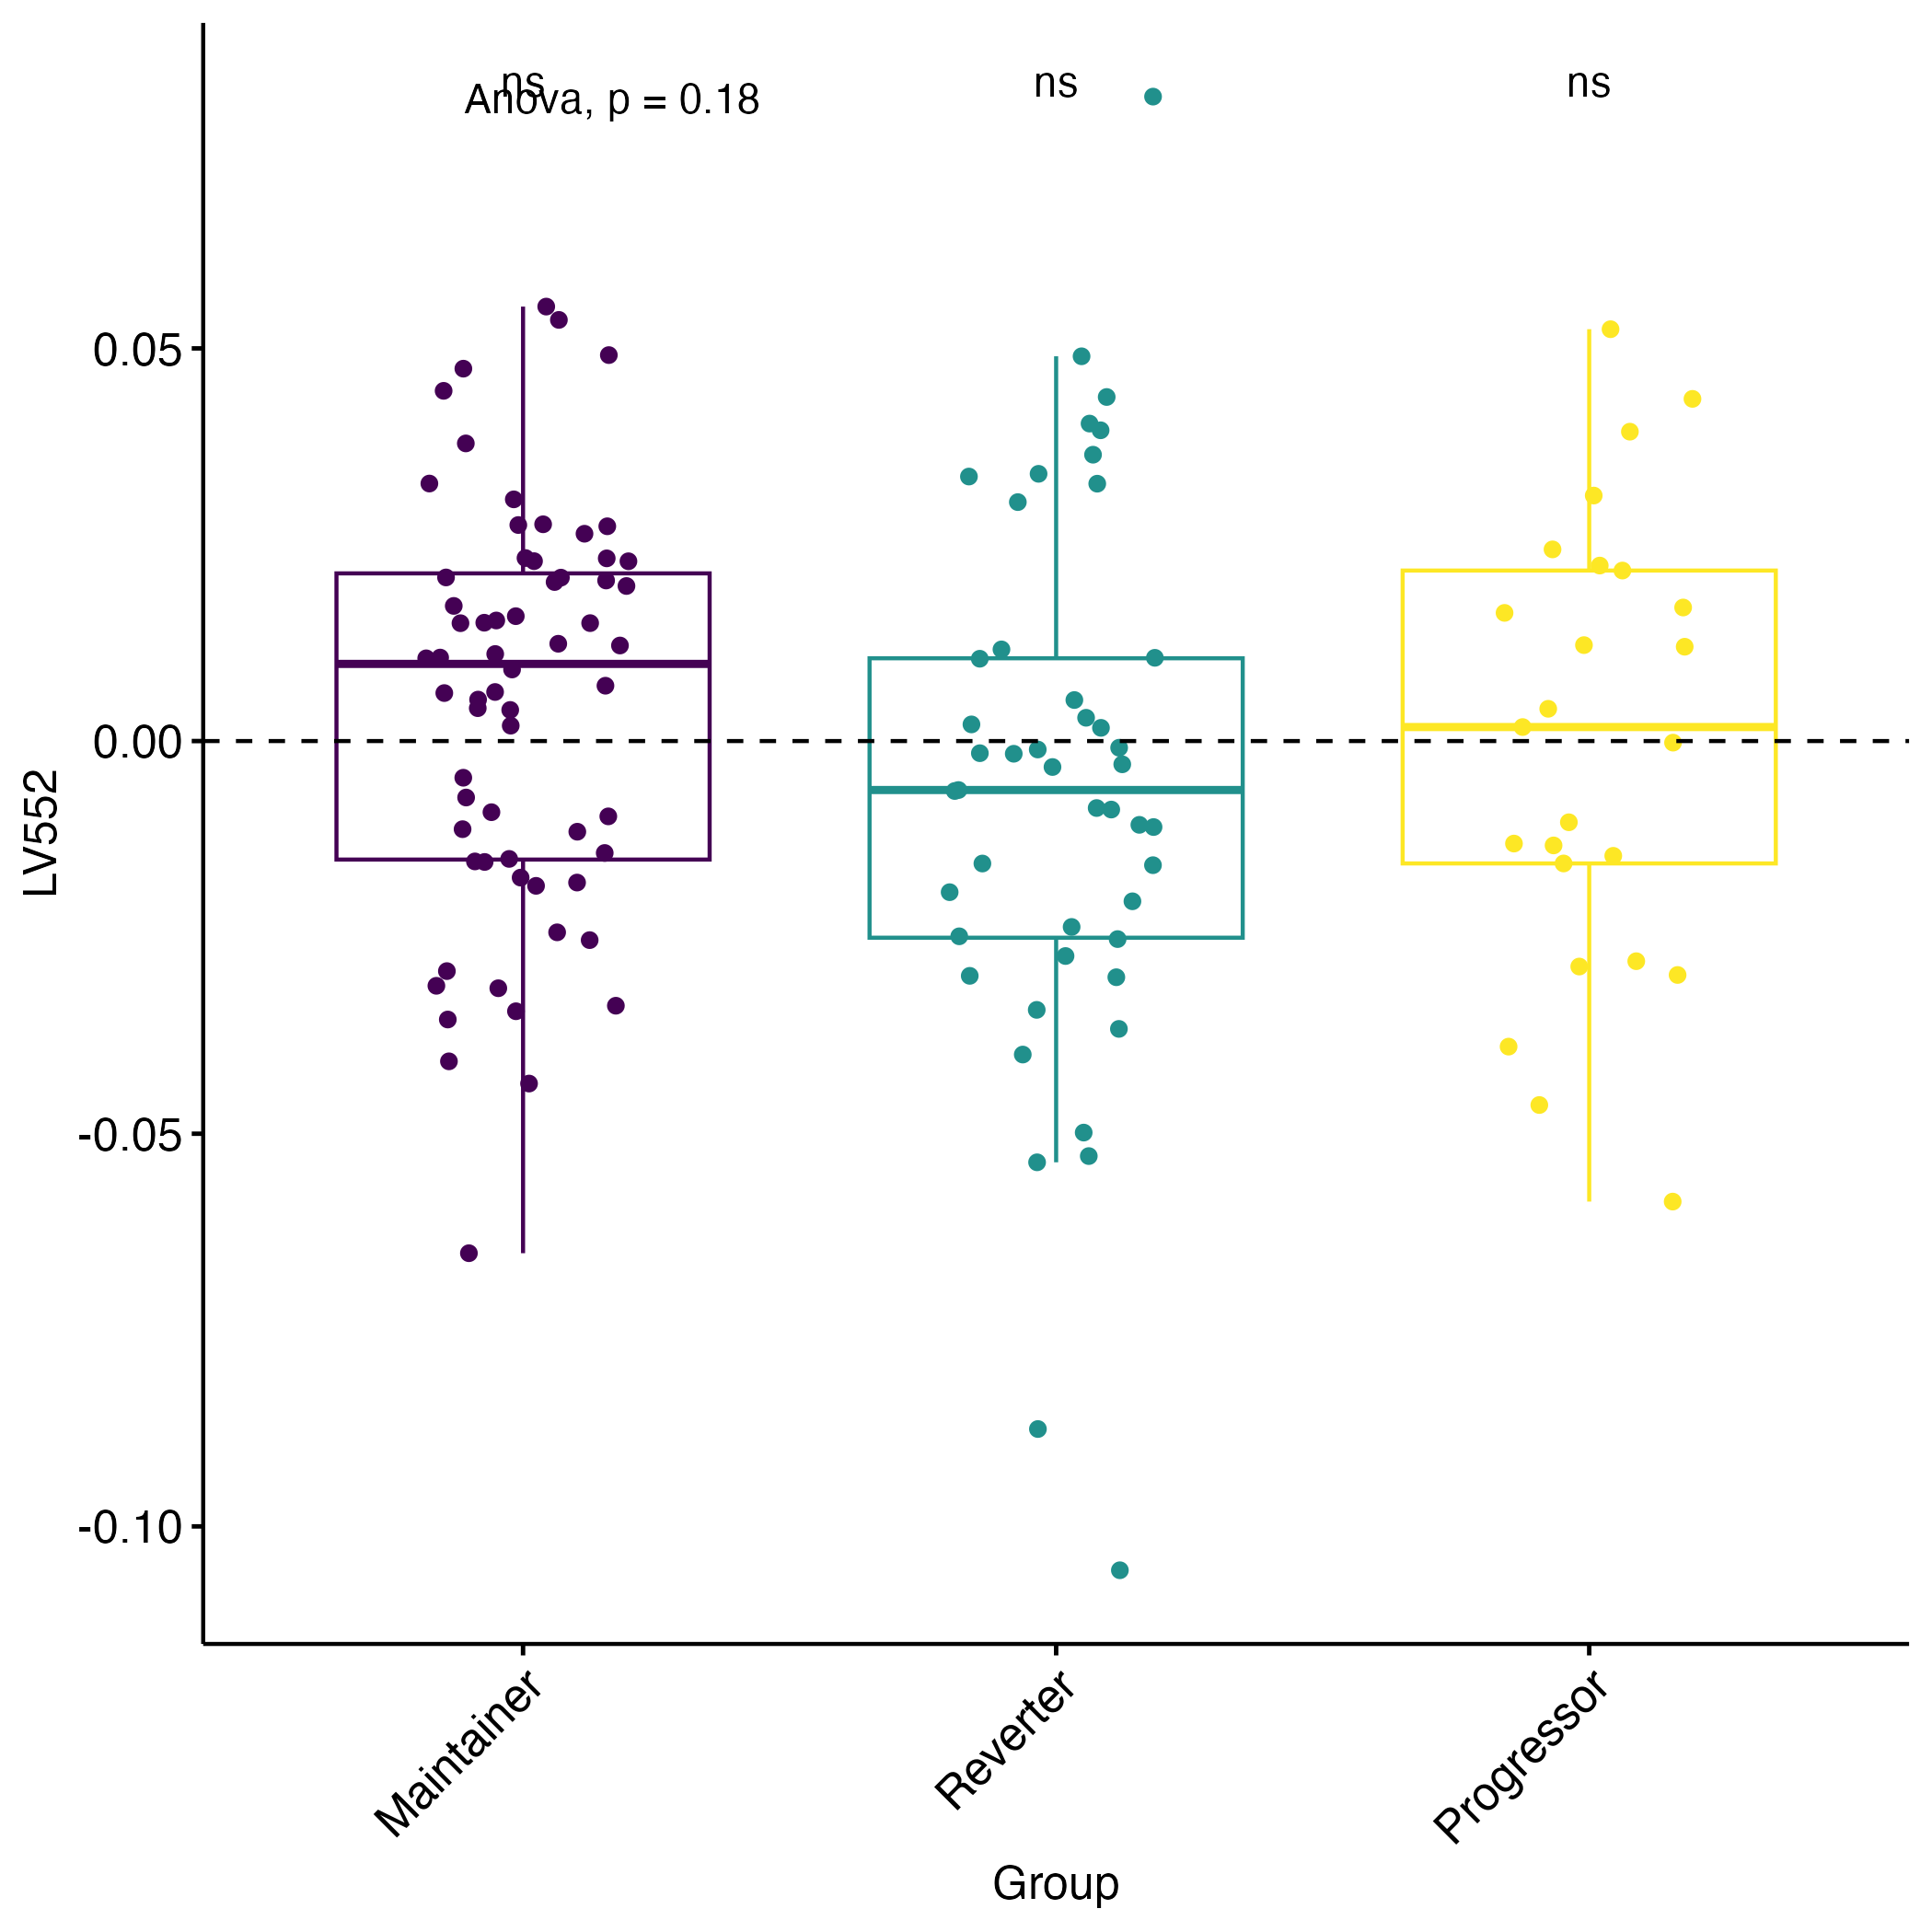 ns
ns
ns
Anova, p = 0.18
0.05
0.00
-0.05
-0.10
LV552
Maintainer
Reverter
Progressor
Group